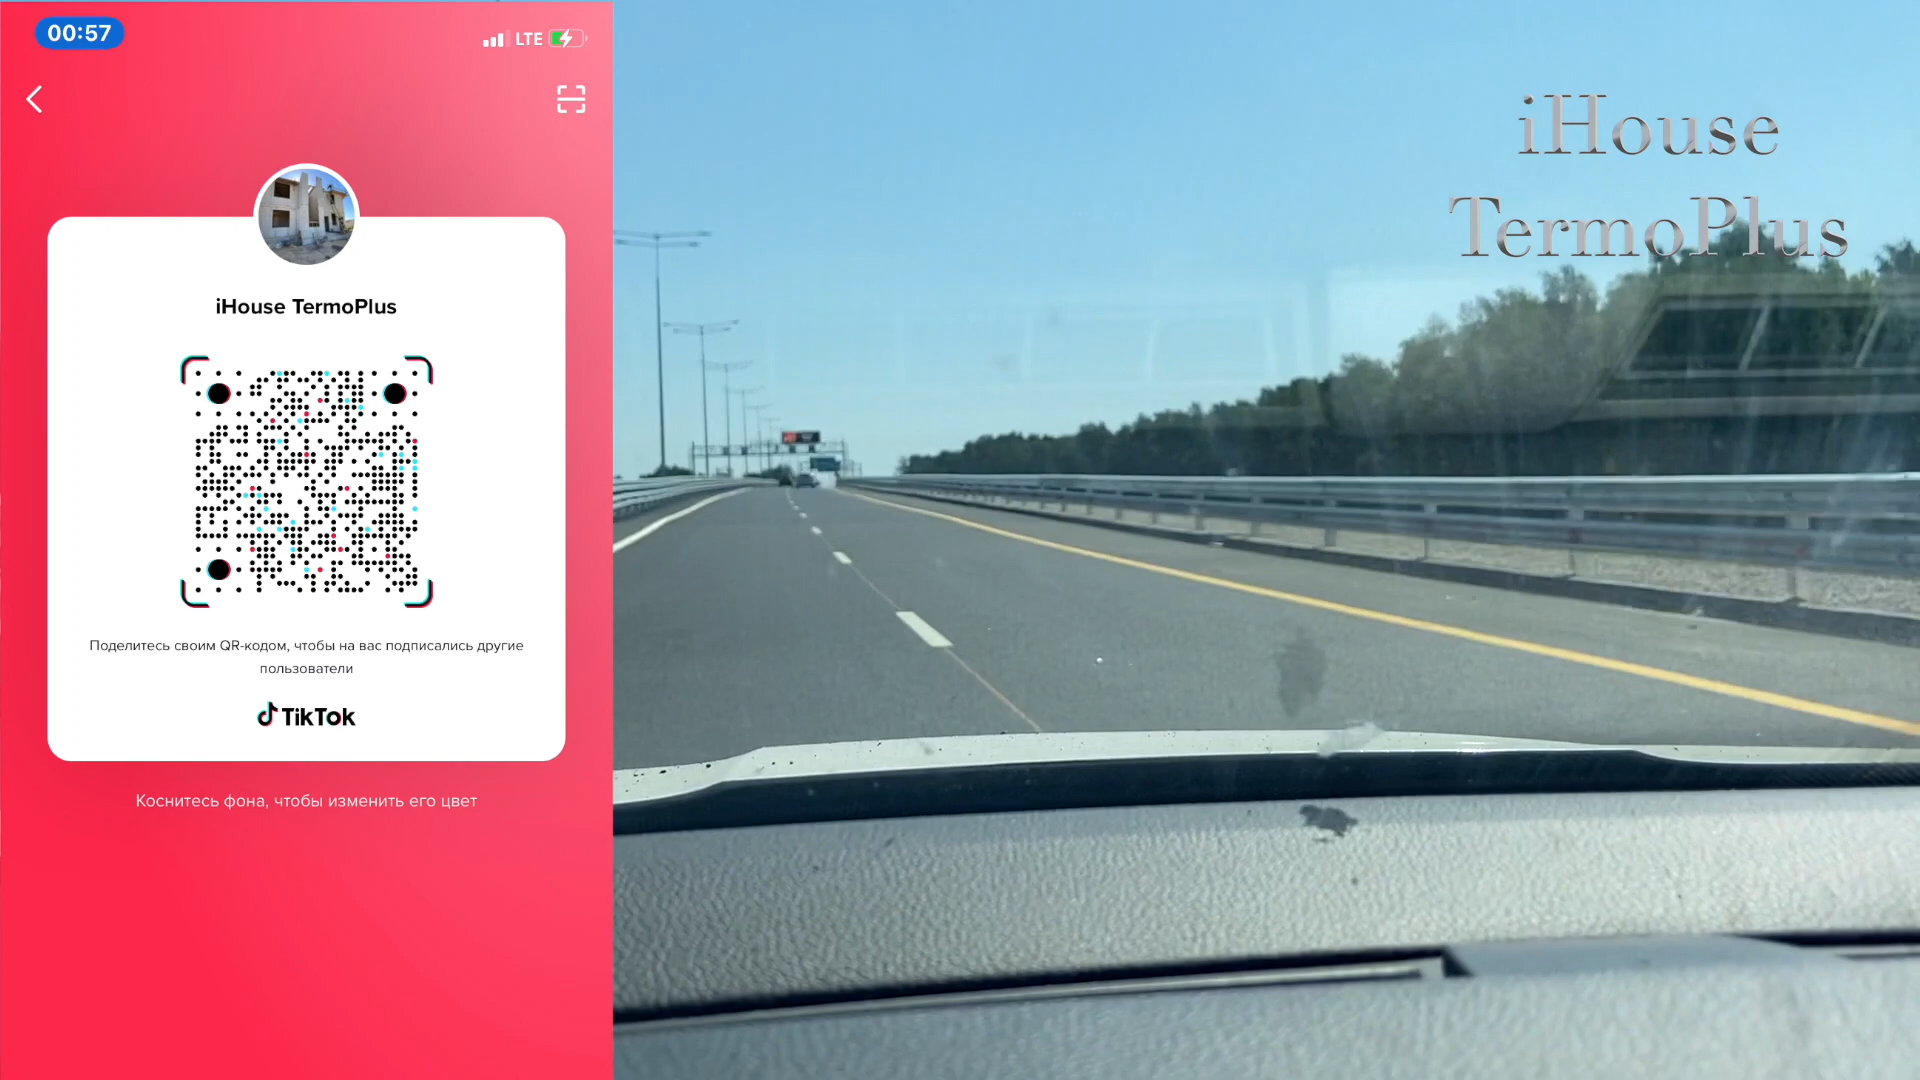 00:57
LTE
iHouse TermoPlus
Поделитесь своим QR-кодом, чтобы на вас подписались другие
пользователи
TikTok
Коснитесь фона, чтобы изменить его цвет
iHouse
TermoPlus